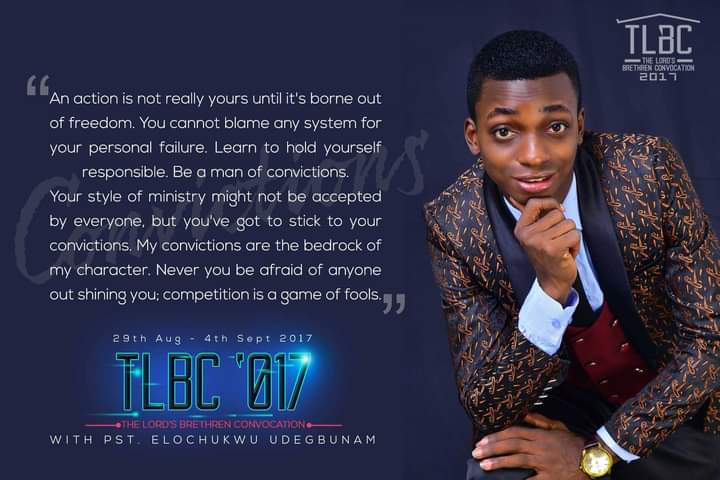 TLBC
THE LORD'S
BRETHREN CONVOCATION
2017
Convictions
“An action is not really yours until it's borne out
of freedom. You cannot blame any system for
your personal failure. Learn to hold yourself
responsible. Be a man of convictions.
Your style of ministry might not be accepted
by everyone, but you've got to stick to your
convictions. My convictions are the bedrock of
my character. Never you be afraid of anyone
out shining you; competition is a game of fools.”
29th Aug - 4th Sept 2017
TLBC '017
THE LORD'S BRETHREN CONVOCATION
WITH PST. ELOCHUKWU UDEGBUNAM